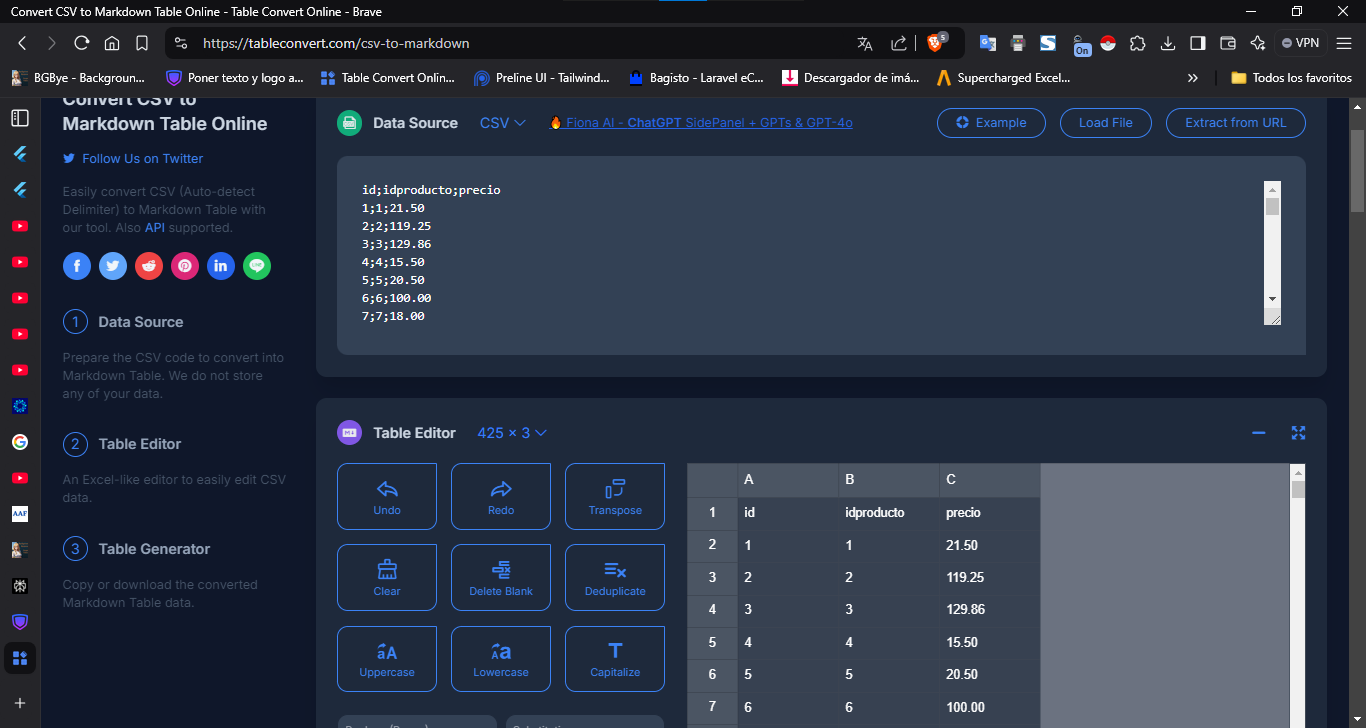 Convert CSV to Markdown Table Online - Table Convert Online - Brave
https://tableconvert.com/csv-to-markdown
5
On
VPN
BGBye - Backgroun...
Poner texto y logo a...
Table Convert Onlin...
Preline UI - Tailwind...
Bagisto - Laravel eC...
Descargador de imá...
Supercharged Excel...
Todos los favoritos
Convert CSV to
Markdown Table Online
Follow Us on Twitter
Easily convert CSV (Auto-detect
Delimiter) to Markdown Table with
our tool. Also API supported.
1 Data Source
Prepare the CSV code to convert into
Markdown Table. We do not store
any of your data.
2 Table Editor
An Excel-like editor to easily edit CSV
data.
3 Table Generator
Copy or download the converted
Markdown Table data.
AAF
Data Source CSV
Fiona AI - ChatGPT SidePanel + GPTs & GPT-4o
Example
Load File
Extract from URL
id;idproducto;precio
1;1;21.50
2;2;119.25
3;3;129.86
4;4;15.50
5;5;20.50
6;6;100.00
7;7;18.00
Table Editor 425 × 3
Undo
Redo
Transpose
Clear
Delete Blank
Deduplicate
Uppercase
Lowercase
Capitalize
A B C
1 id idproducto precio
2 1 1 21.50
3 2 2 119.25
4 3 3 129.86
5 4 4 15.50
6 5 5 20.50
7 6 6 100.00